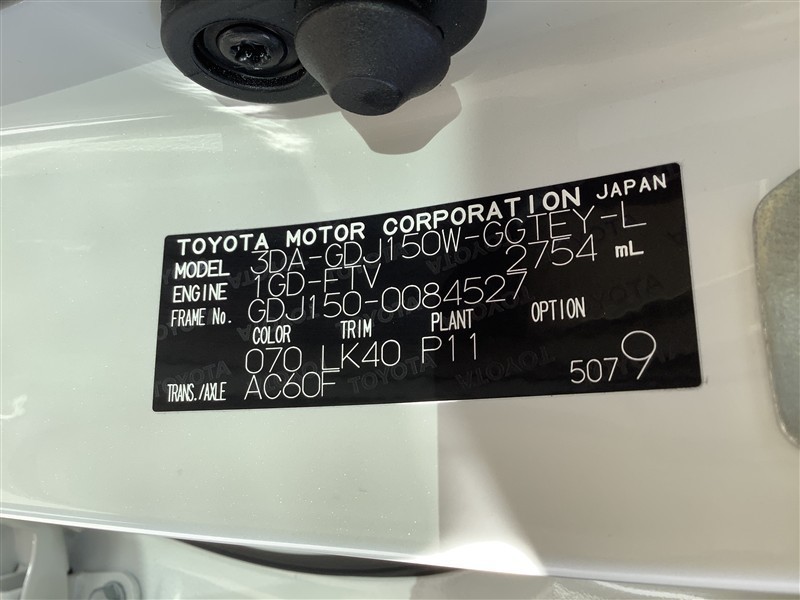 TOYOTA MOTOR CORPORATION JAPAN
MODEL 3DA-GDJ150W-GGTEY-L
ENGINE 1GD-FTV 2754 mL
FRAME No. GDJ150-0084527
COLOR TRIM PLANT OPTION
070 LK40 P11
TRANS./AXLE AC60F 5079